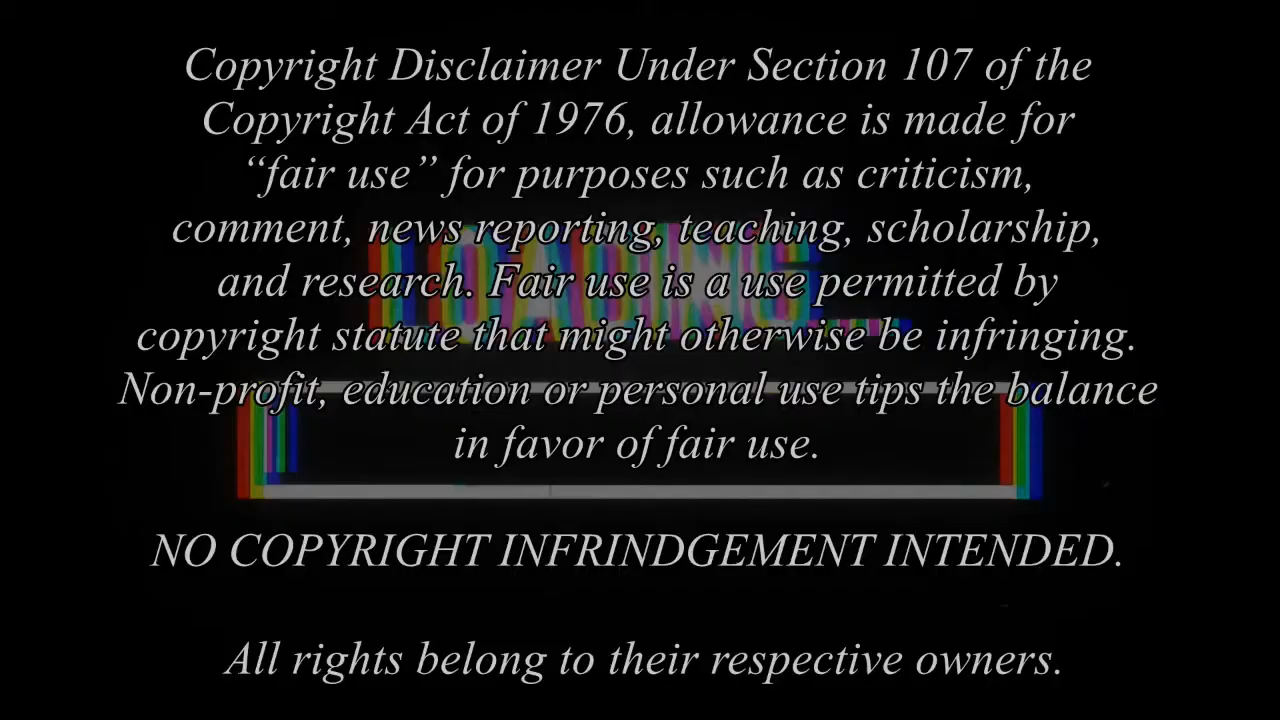 Copyright Disclaimer Under Section 107 of the
Copyright Act of 1976, allowance is made for
“fair use” for purposes such as criticism,
comment, news reporting, teaching, scholarship,
and research. Fair use is a use permitted by
copyright statute that might otherwise be infringing.
Non-profit, education or personal use tips the balance
in favor of fair use.
LOADING...
NO COPYRIGHT INFRINDGEMENT INTENDED.
All rights belong to their respective owners.